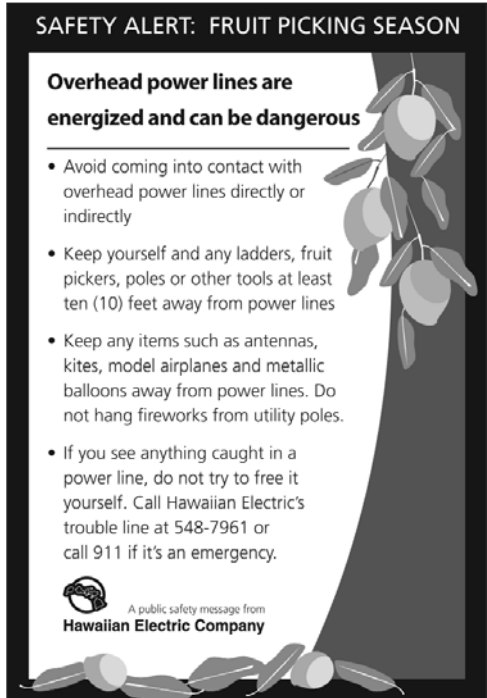 SAFETY ALERT: FRUIT PICKING SEASON
Overhead power lines are
energized and can be dangerous
• Avoid coming into contact with
overhead power lines directly or
indirectly
• Keep yourself and any ladders, fruit
pickers, poles or other tools at least
ten (10) feet away from power lines
• Keep any items such as antennas,
kites, model airplanes and metallic
balloons away from power lines. Do
not hang fireworks from utility poles.
• If you see anything caught in a
power line, do not try to free it
yourself. Call Hawaiian Electric's
trouble line at 548-7961 or
call 911 if it's an emergency.
A public safety message from
Hawaiian Electric Company